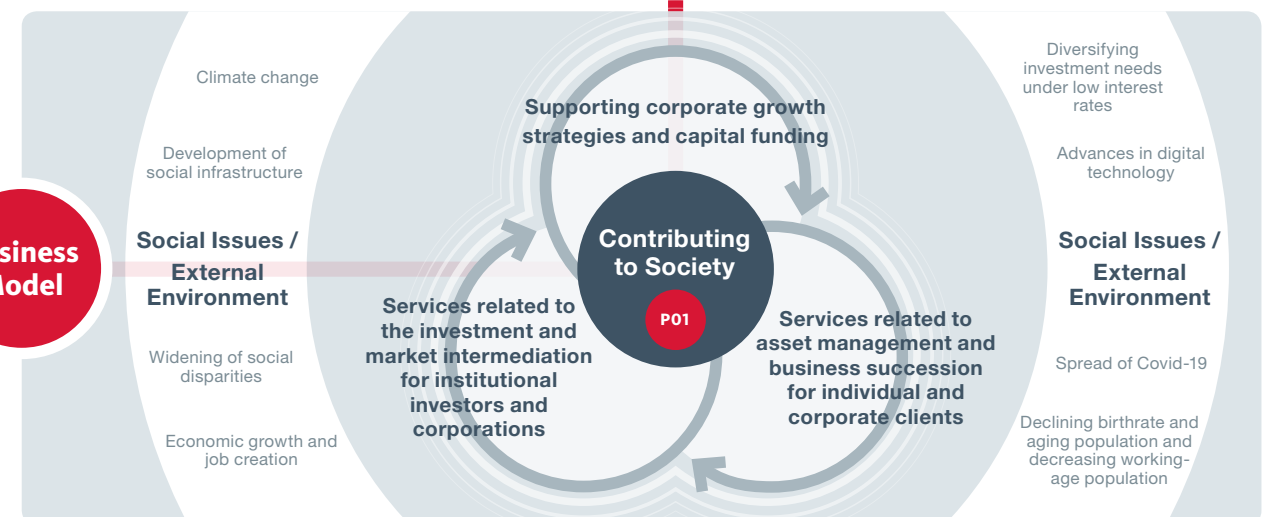 Climate change
Development of
social infrastructure
Social Issues /
External
Environment
Widening of social
disparities
Economic growth and
job creation
Supporting corporate growth
strategies and capital funding
Contributing
to Society
P01
Services related to
the investment and
market intermediation
for institutional
investors and
corporations
Services related to
asset management and
business succession
for individual and
corporate clients
Diversifying
investment needs
under low interest
rates
Advances in digital
technology
Social Issues /
External
Environment
Spread of Covid-19
Declining birthrate and
aging population and
decreasing working-
age population